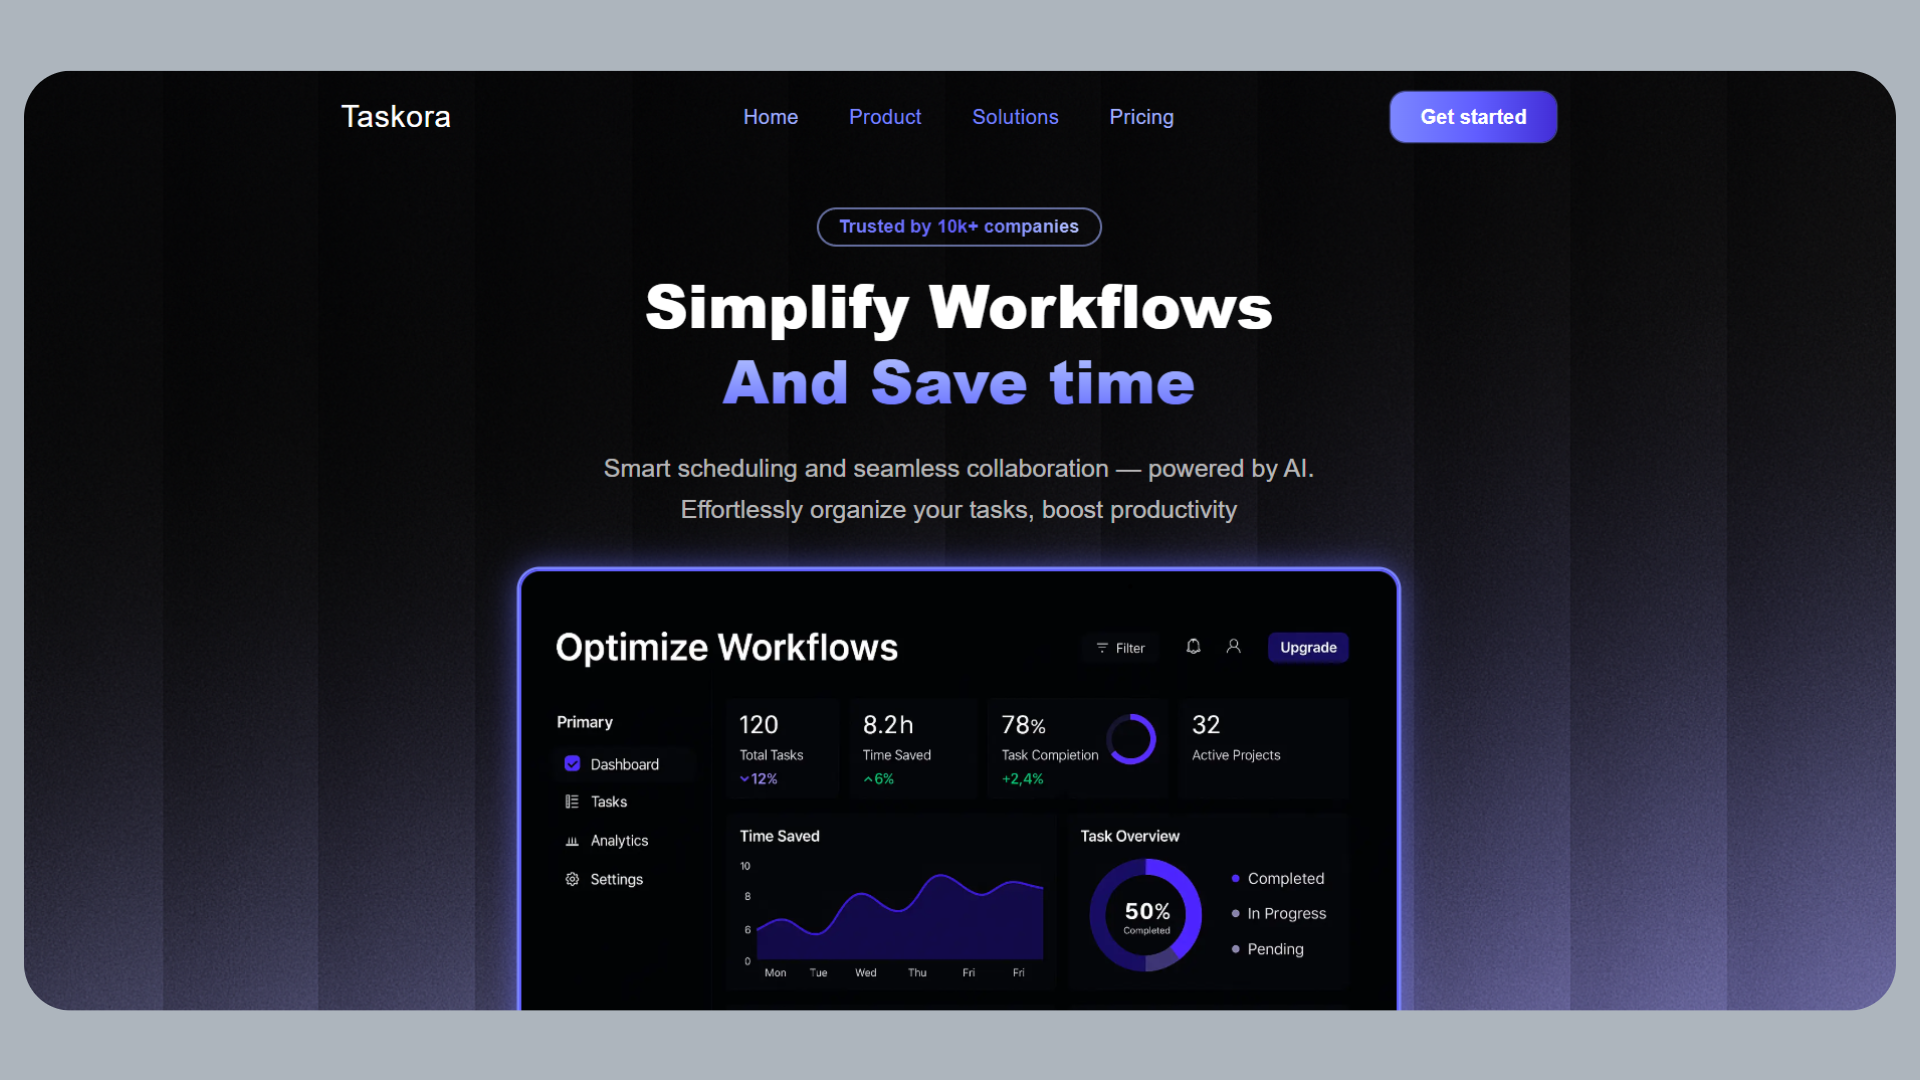 Taskora
Home Product Solutions Pricing
Get started
Trusted by 10k+ companies
Simplify Workflows
And Save time
Smart scheduling and seamless collaboration — powered by AI.
Effortlessly organize your tasks, boost productivity
Optimize Workflows
Filter
Upgrade
Primary
Dashboard
Tasks
Analytics
Settings
120
Total Tasks
12%
8.2h
Time Saved
6%
78%
Task Completion
+2,4%
32
Active Projects
Time Saved
10
8
6
0
Mon Tue Wed Thu Fri Fri
Task Overview
50%
Completed
Completed
In Progress
Pending